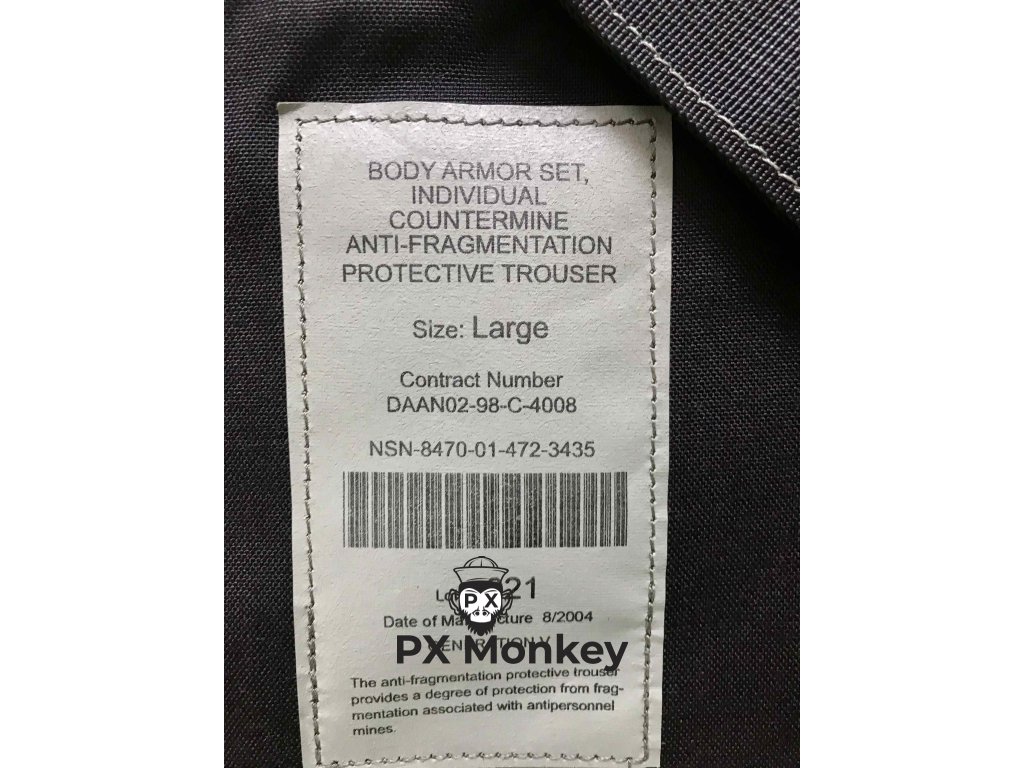 BODY ARMOR SET,
INDIVIDUAL
COUNTERMINE
ANTI-FRAGMENTATION
PROTECTIVE TROUSER
Size: Large
Contract Number
DAAN02-98-C-4008
NSN-8470-01-472-3435
PX
Date of Manufacture 8/2004
PX Monkey
The anti-fragmentation protective trouser
provides a degree of protection from frag-
mentation associated with antipersonnel
mines.